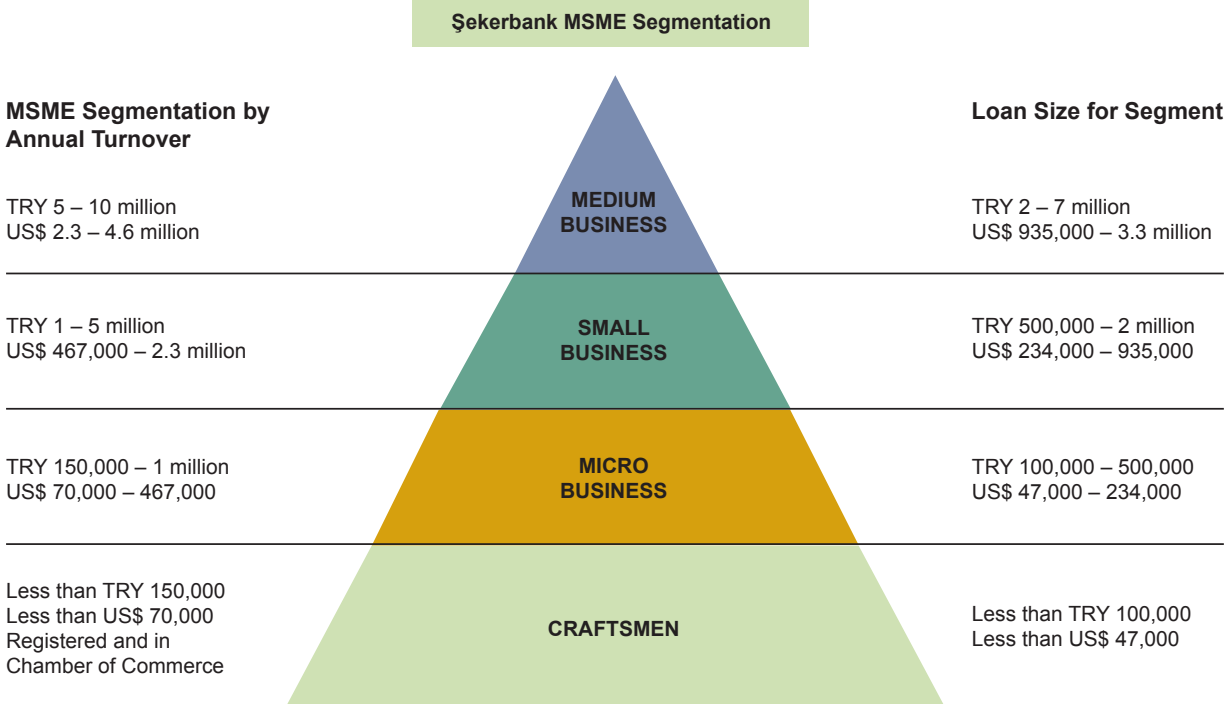 Şekerbank MSME Segmentation
MSME Segmentation by
Annual Turnover
Loan Size for Segment
TRY 5 – 10 million
US$ 2.3 – 4.6 million
MEDIUM
BUSINESS
TRY 2 – 7 million
US$ 935,000 – 3.3 million
TRY 1 – 5 million
US$ 467,000 – 2.3 million
SMALL
BUSINESS
TRY 500,000 – 2 million
US$ 234,000 – 935,000
TRY 150,000 – 1 million
US$ 70,000 – 467,000
MICRO
BUSINESS
TRY 100,000 – 500,000
US$ 47,000 – 234,000
Less than TRY 150,000
Less than US$ 70,000
Registered and in
Chamber of Commerce
CRAFTSMEN
Less than TRY 100,000
Less than US$ 47,000